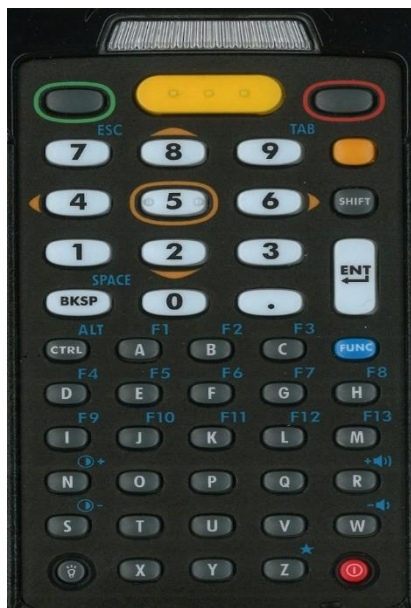 ESC TAB
7 8 9
4 5 6 SHIFT
1 2 3
ENT
SPACE
BKSP 0 .
ALT F1 F2 F3
CTRL A B C FUNC
F4 F5 F6 F7 F8
D E F G H
F9 F10 F11 F12 F13
I J K L M
+ +
N O P Q R
- -
S T U V W
X Y Z